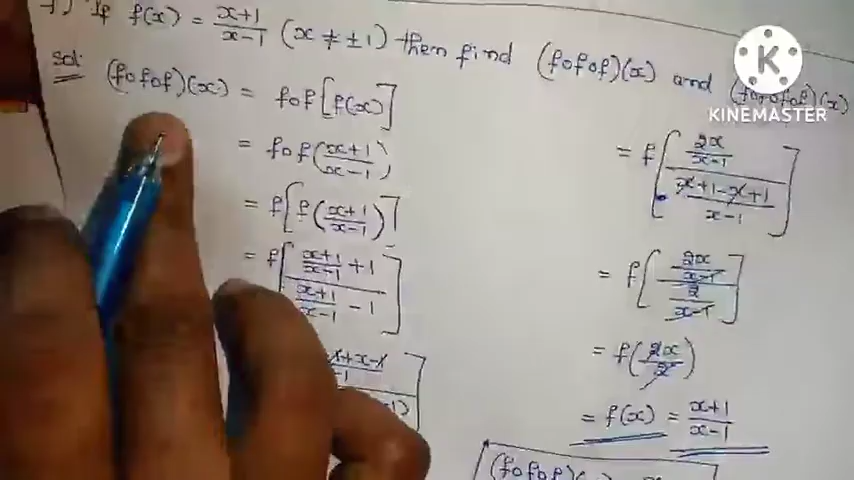 If f(x) = x+1/x-1 (x ≠ ±1) then find (fofof)(x) and (fofofof)(x)
Sol: (fofof)(x) = fof[f(x)]
= fof(x+1/x-1)
= f[f(x+1/x-1)]
= f[x+1/x-1 + 1 / x+1/x-1 - 1]
= f[2x/x-1 / x+1-x+1/x-1]
= f[2x/x-1 / 2/x-1]
= f(2x/2)
= f(x) = x+1/x-1
(fofof)
K
KINEMASTER